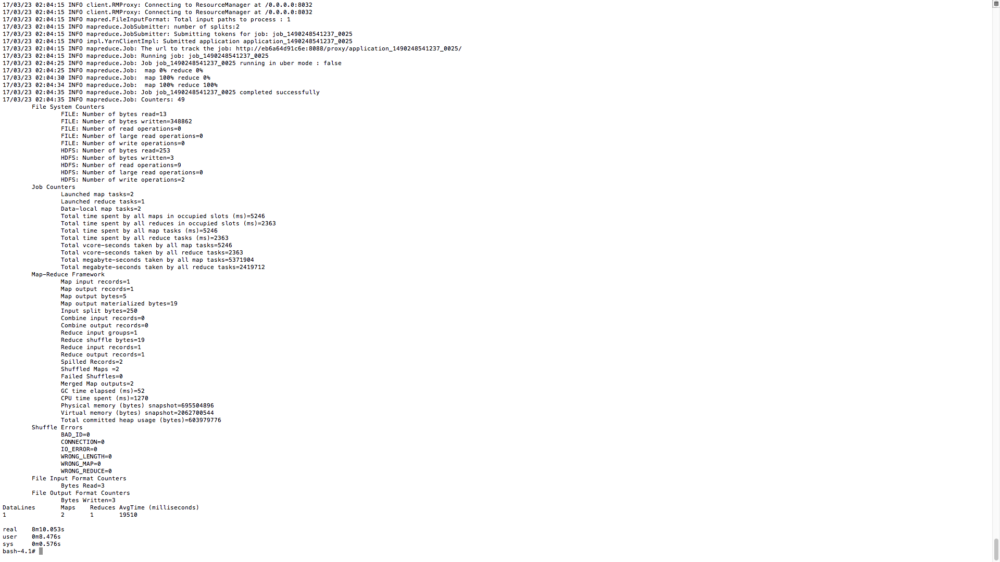 17/03/23 02:04:15 INFO client.RMProxy: Connecting to ResourceManager at /0.0.0.0:8032
17/03/23 02:04:15 INFO client.RMProxy: Connecting to ResourceManager at /0.0.0.0:8032
17/03/23 02:04:15 INFO mapred.FileInputFormat: Total input paths to process : 1
17/03/23 02:04:15 INFO mapreduce.JobSubmitter: number of splits:2
17/03/23 02:04:15 INFO mapreduce.JobSubmitter: Submitting tokens for job: job_1490248541237_0025
17/03/23 02:04:15 INFO impl.YarnClientImpl: Submitted application application_1490248541237_0025
17/03/23 02:04:15 INFO mapreduce.Job: The url to track the job: http://eb6a64d91c6e:8088/proxy/application_1490248541237_0025/
17/03/23 02:04:15 INFO mapreduce.Job: Running job: job_1490248541237_0025
17/03/23 02:04:25 INFO mapreduce.Job: Job job_1490248541237_0025 running in uber mode : false
17/03/23 02:04:25 INFO mapreduce.Job:  map 0% reduce 0%
17/03/23 02:04:30 INFO mapreduce.Job:  map 100% reduce 0%
17/03/23 02:04:34 INFO mapreduce.Job:  map 100% reduce 100%
17/03/23 02:04:35 INFO mapreduce.Job: Job job_1490248541237_0025 completed successfully
17/03/23 02:04:35 INFO mapreduce.Job: Counters: 49
File System Counters
FILE: Number of bytes read=13
FILE: Number of bytes written=348862
FILE: Number of read operations=0
FILE: Number of large read operations=0
FILE: Number of write operations=0
HDFS: Number of bytes read=253
HDFS: Number of bytes written=3
HDFS: Number of read operations=9
HDFS: Number of large read operations=0
HDFS: Number of write operations=2
Job Counters
Launched map tasks=2
Launched reduce tasks=1
Data-local map tasks=2
Total time spent by all maps in occupied slots (ms)=5246
Total time spent by all reduces in occupied slots (ms)=2363
Total time spent by all map tasks (ms)=5246
Total time spent by all reduce tasks (ms)=2363
Total vcore-seconds taken by all map tasks=5246
Total vcore-seconds taken by all reduce tasks=2363
Total megabyte-seconds taken by all map tasks=5371904
Total megabyte-seconds taken by all reduce tasks=2419712
Map-Reduce Framework
Map input records=1
Map output records=1
Map output bytes=5
Map output materialized bytes=19
Input split bytes=250
Combine input records=0
Combine output records=0
Reduce input groups=1
Reduce shuffle bytes=19
Reduce input records=1
Reduce output records=1
Spilled Records=2
Shuffled Maps =2
Failed Shuffles=0
Merged Map outputs=2
GC time elapsed (ms)=52
CPU time spent (ms)=1270
Physical memory (bytes) snapshot=695504896
Virtual memory (bytes) snapshot=2062700544
Total committed heap usage (bytes)=603979776
Shuffle Errors
BAD_ID=0
CONNECTION=0
IO_ERROR=0
WRONG_LENGTH=0
WRONG_MAP=0
WRONG_REDUCE=0
File Input Format Counters
Bytes Read=3
File Output Format Counters
Bytes Written=3
DataLines Maps Reduces AvgTime (milliseconds)
1 2 1 19510
real 8m10.053s
user 0m8.476s
sys 0m0.576s
bash-4.1#